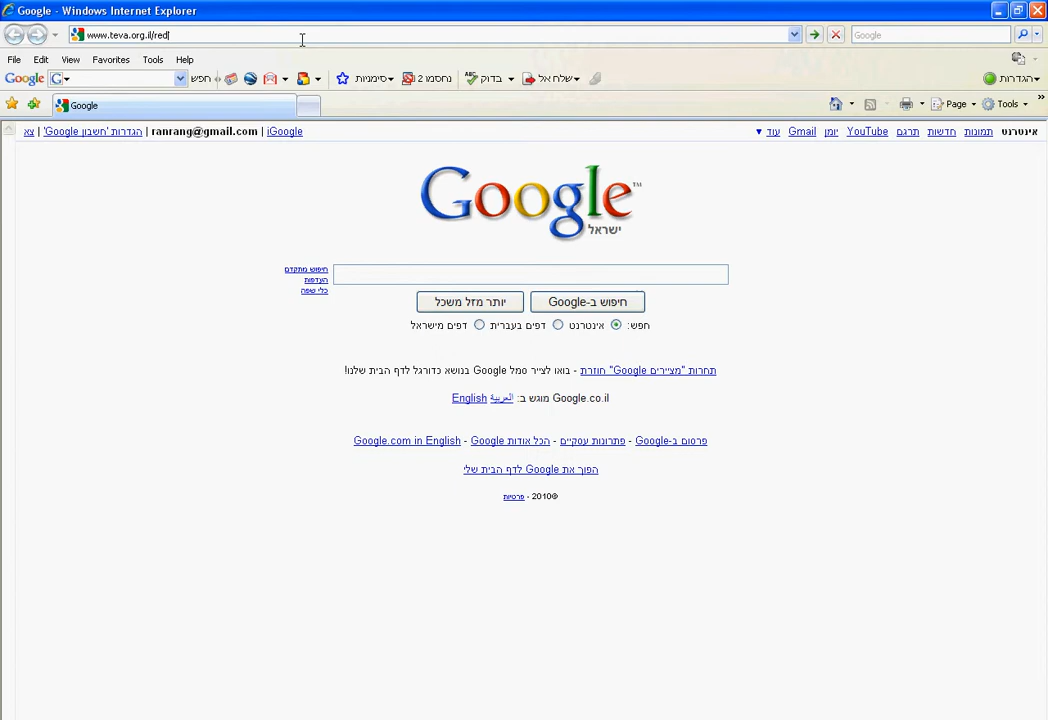 Google - Windows Internet Explorer
www.teva.org.il/red
Google
File Edit View Favorites Tools Help
Google G חפש סימניות נחסמו 2 בדוק שלח אל הגדרות
Google
Page Tools
אינטרנט תמונות חדשות תרגם YouTube יומן Gmail עוד ▼
iGoogle | ranrang@gmail.com | הגדרות 'חשבון Google' | צא
Google™
ישראל
חיפוש מתקדם
העדפות
כלי שפה
חיפוש ב-Google יותר מזל משכל
חפש: אינטרנט דפים בעברית דפים מישראל
תחרות "מציירים Google" חוזרת - בואו לצייר סמל Google בנושא כדורגל לדף הבית שלנו!
Google.co.il מוגש ב: العربية English
פרסום ב-Google - פתרונות עסקיים - הכל אודות Google - Google.com in English
הפוך את Google לדף הבית שלי
©2010 - פרטיות